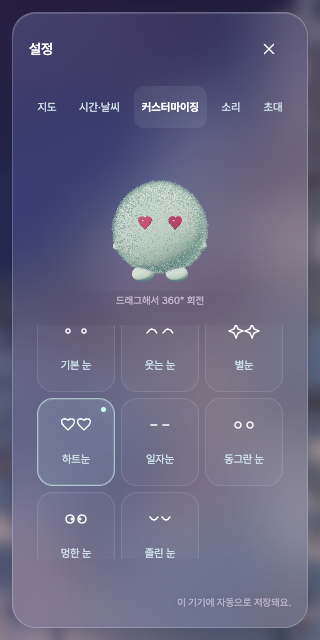 설정
지도 시간·날씨 커스터마이징 소리 초대
드래그해서 360° 회전
기본 눈 웃는 눈 별눈
하트눈 일자눈 동그란 눈
멍한 눈 졸린 눈
이 기기에 자동으로 저장돼요.